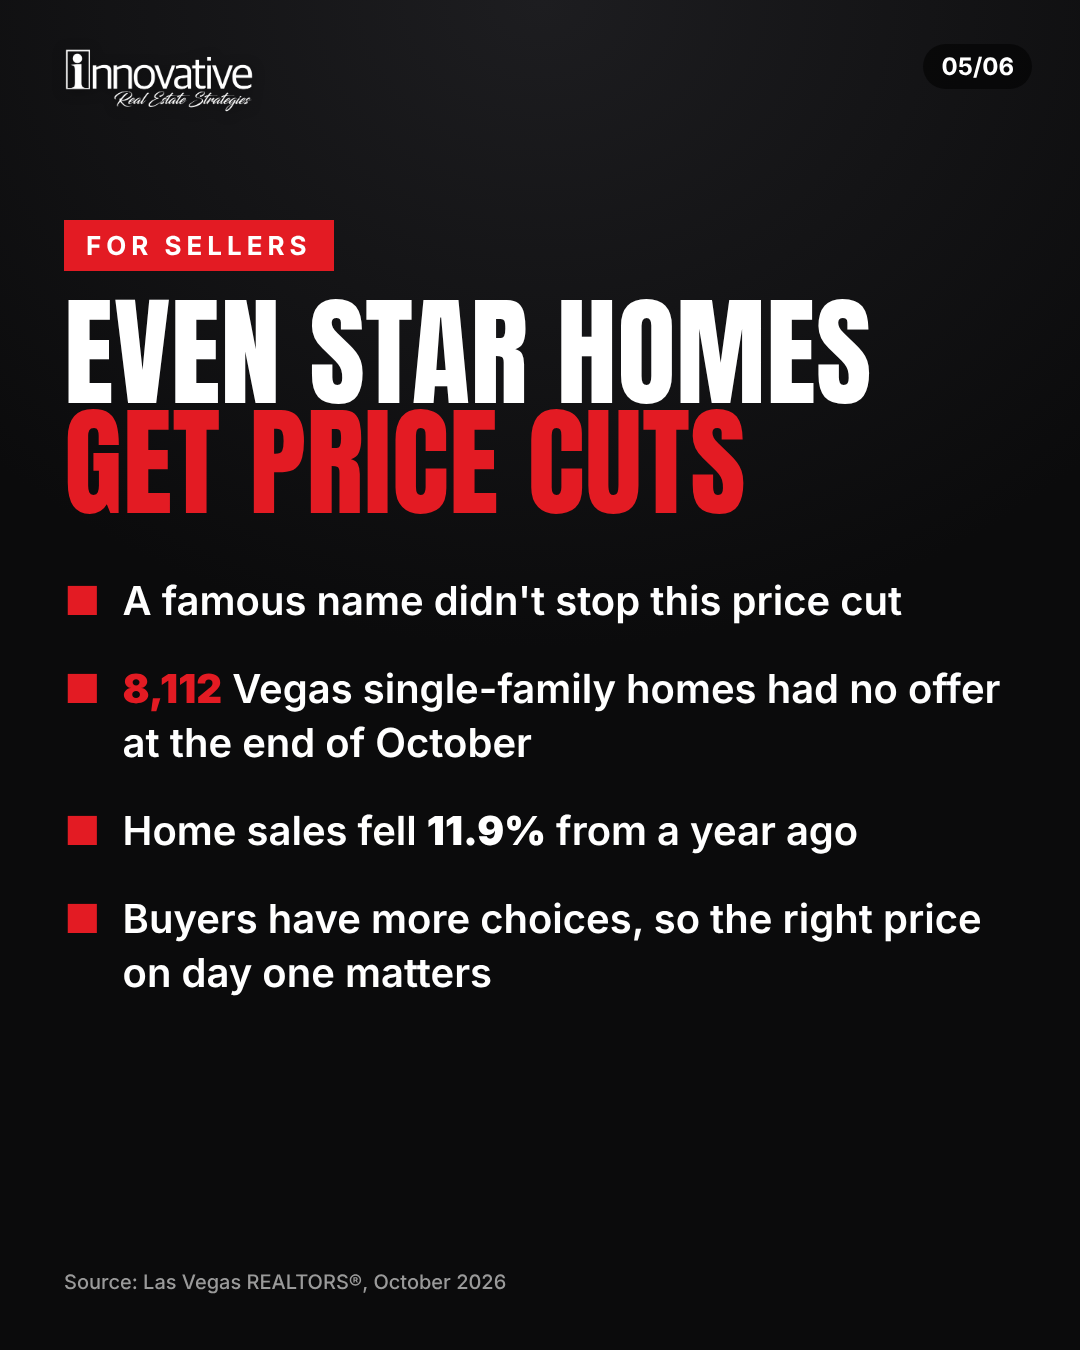 innovative
Real Estate Strategies
05/06
FOR SELLERS
EVEN STAR HOMES
GET PRICE CUTS
A famous name didn't stop this price cut
8,112 Vegas single-family homes had no offer
at the end of October
Home sales fell 11.9% from a year ago
Buyers have more choices, so the right price
on day one matters
Source: Las Vegas REALTORS®, October 2026